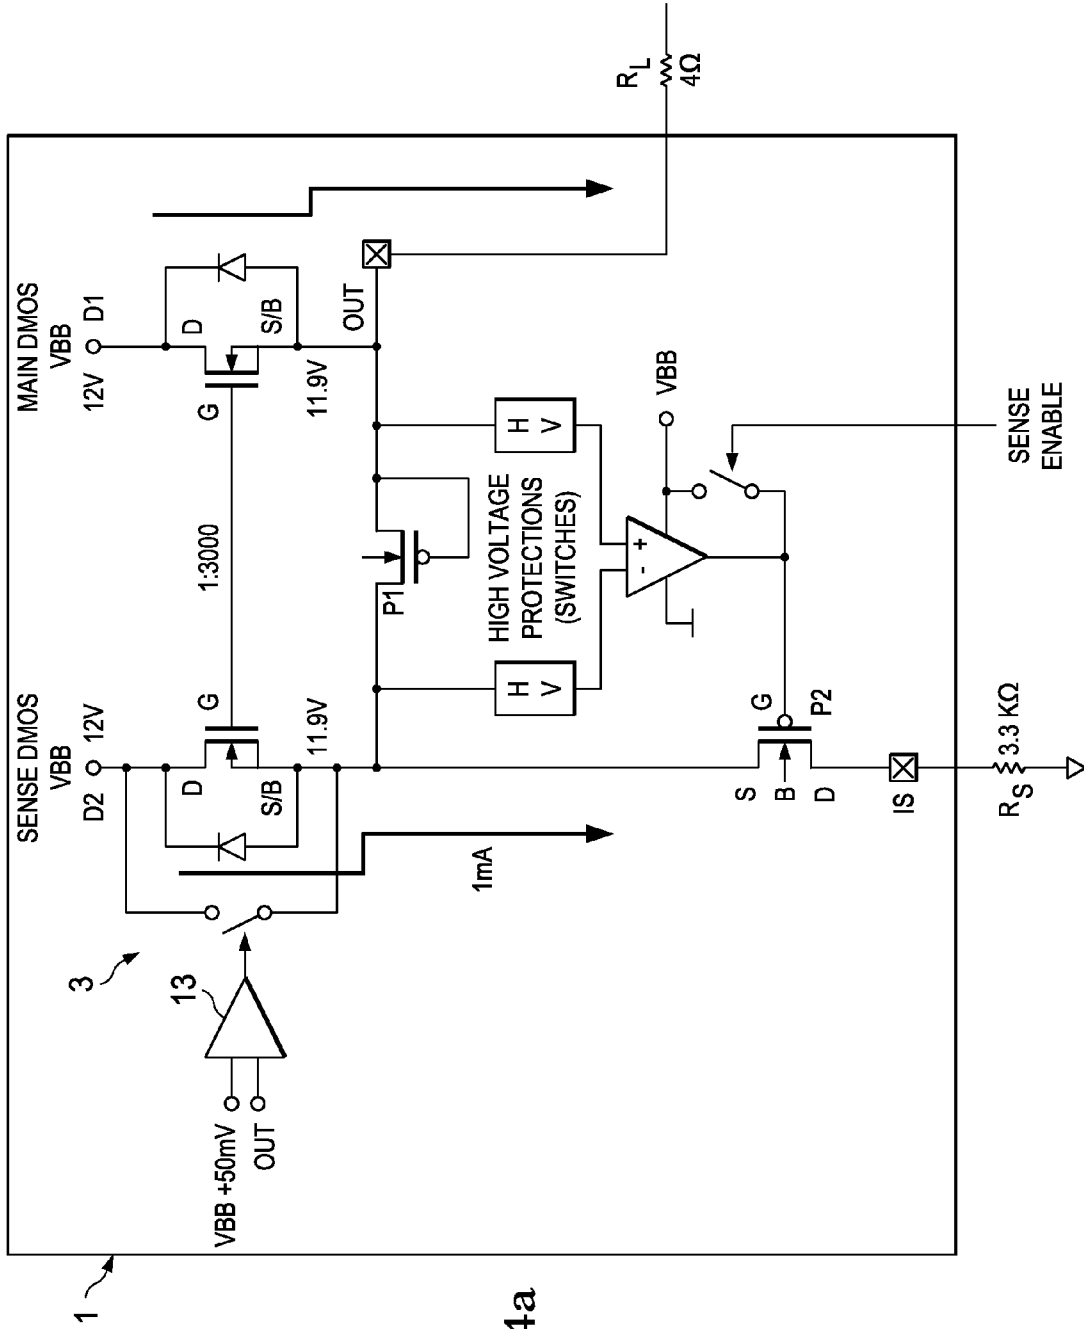 MAIN DMOS
VBB
12V D1
D
S/B
G
11.9V
OUT
R_L
4Ω
1:3000
SENSE DMOS
VBB
D2 12V
D
S/B
G
11.9V
P1
HIGH VOLTAGE
PROTECTIONS
(SWITCHES)
H V
H V
+
-
VBB
SENSE
ENABLE
1mA
S
B
D
G
P2
IS
R_S 3.3 KΩ
3
13
VBB +50mV
OUT
1
4a